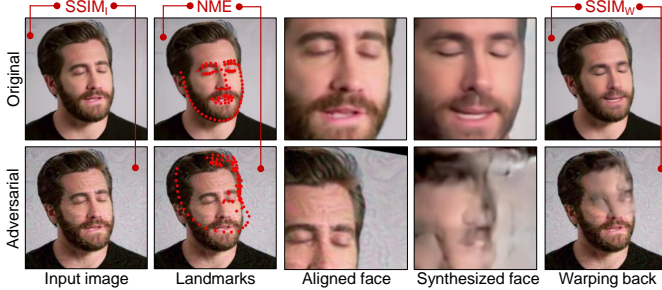 SSIM_I NME SSIM_W
Original
Adversarial
Input image Landmarks Aligned face Synthesized face Warping back